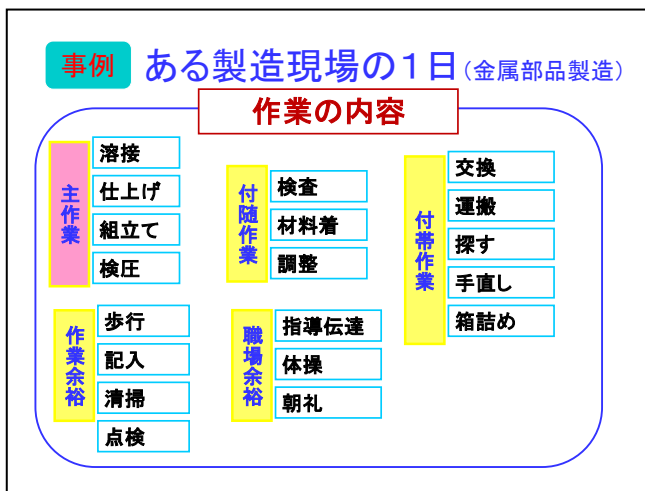 事例 ある製造現場の1日(金属部品製造)
作業の内容
主作業
溶接
仕上げ
組立て
検圧
付随作業
検査
材料着
調整
付帯作業
交換
運搬
探す
手直し
箱詰め
作業余裕
歩行
記入
清掃
点検
職場余裕
指導伝達
体操
朝礼